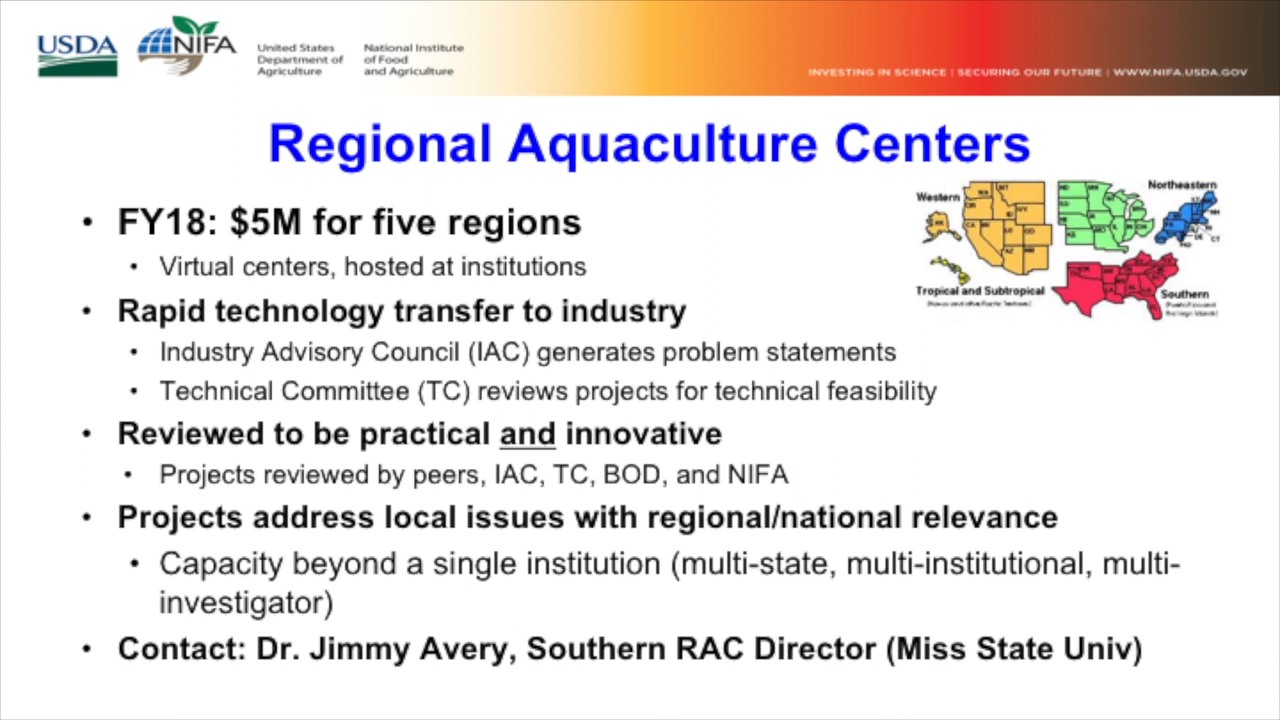 USDA
NIFA
United States
Department of
Agriculture
National Institute
of Food
and Agriculture
INVESTING IN SCIENCE | SECURING OUR FUTURE | WWW.NIFA.USDA.GOV
Regional Aquaculture Centers
• FY18: $5M for five regions
• Virtual centers, hosted at institutions
• Rapid technology transfer to industry
• Industry Advisory Council (IAC) generates problem statements
• Technical Committee (TC) reviews projects for technical feasibility
• Reviewed to be practical and innovative
• Projects reviewed by peers, IAC, TC, BOD, and NIFA
• Projects address local issues with regional/national relevance
• Capacity beyond a single institution (multi-state, multi-institutional, multi-
investigator)
• Contact: Dr. Jimmy Avery, Southern RAC Director (Miss State Univ)
Western
Northeastern
Tropical and Subtropical
Southern